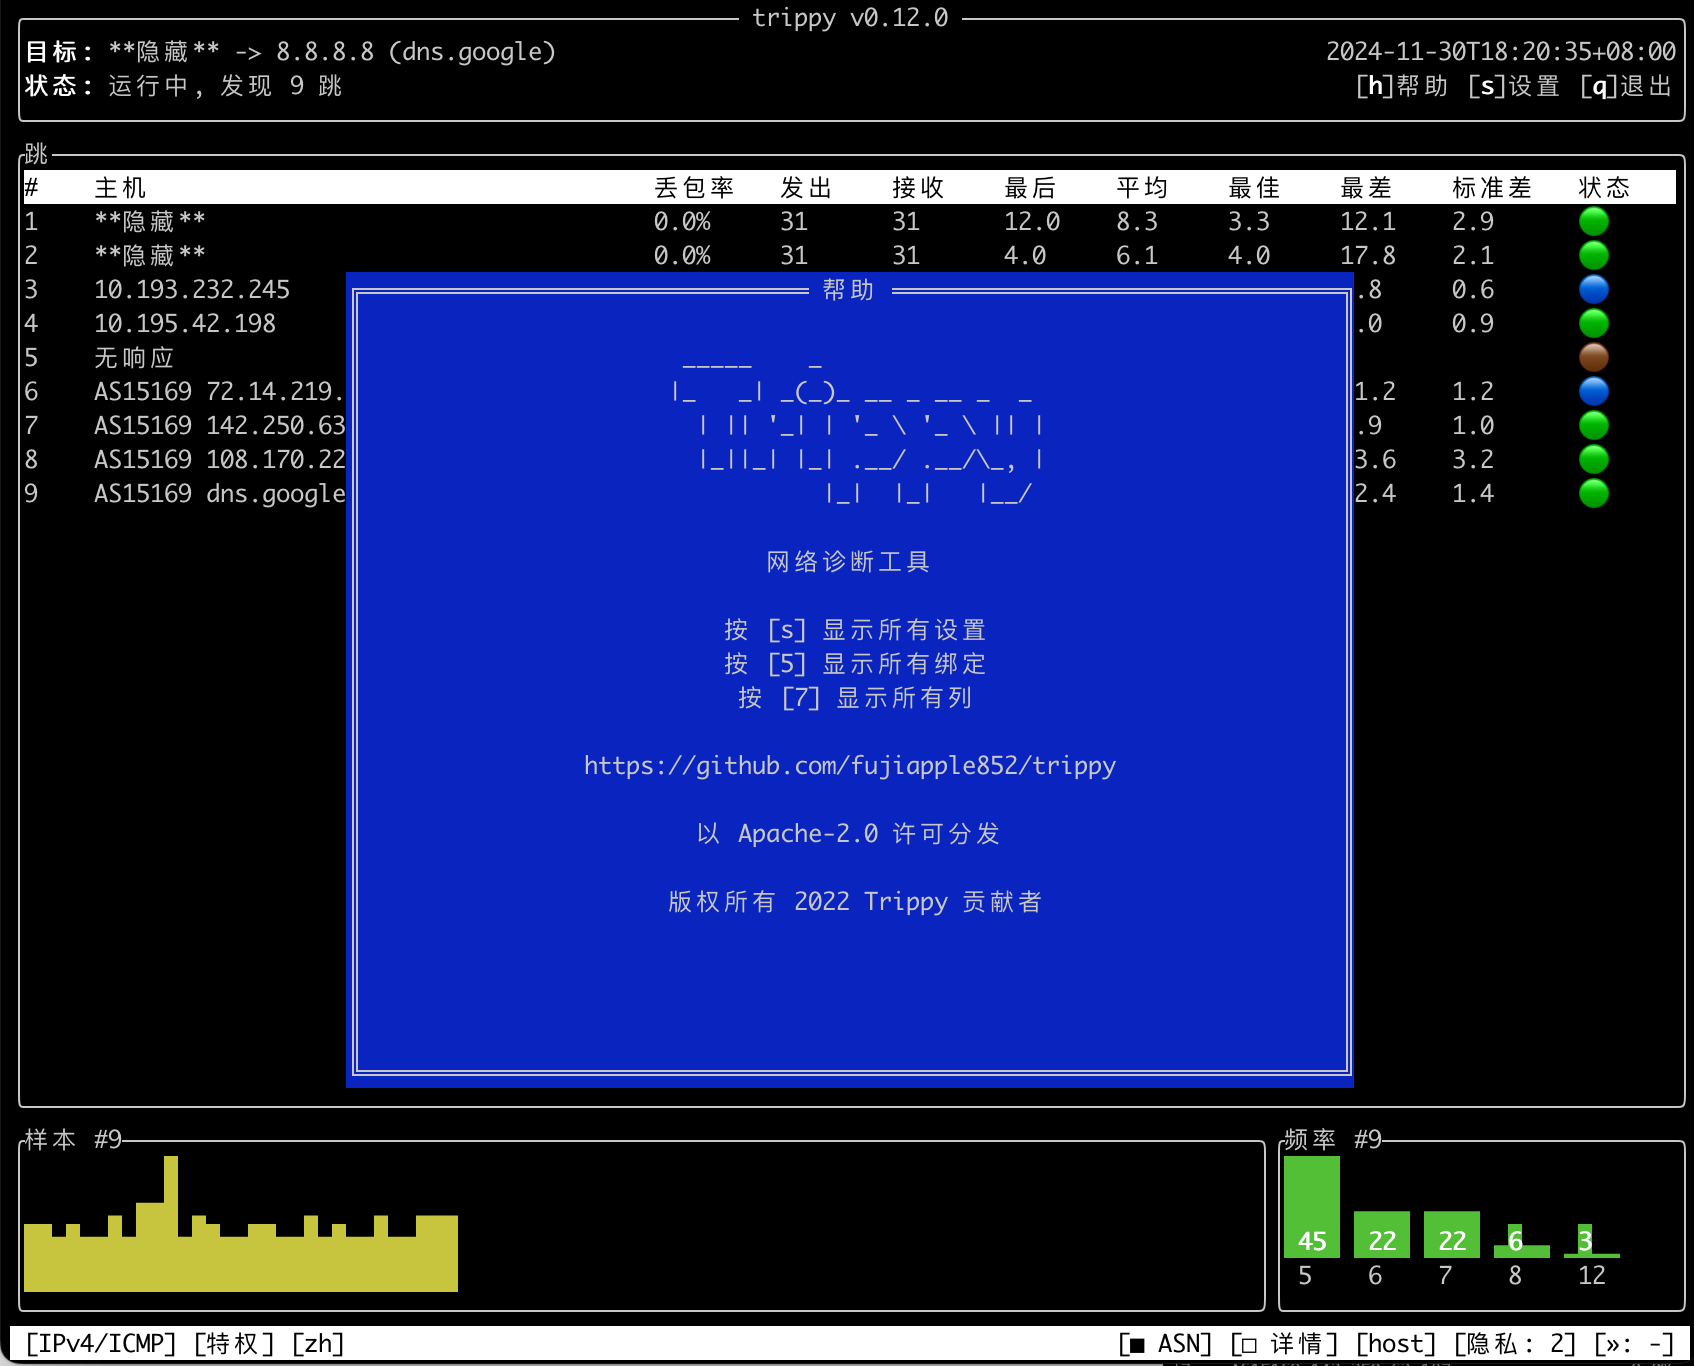 trippy v0.12.0
目标: **隐藏** -> 8.8.8.8 (dns.google) 2024-11-30T18:20:35+08:00
状态: 运行中, 发现 9 跳 [h]帮助 [s]设置 [q]退出
跳
# 主机 丢包率 发出 接收 最后 平均 最佳 最差 标准差 状态
1 **隐藏** 0.0% 31 31 12.0 8.3 3.3 12.1 2.9
2 **隐藏** 0.0% 31 31 4.0 6.1 4.0 17.8 2.1
3 10.193.232.245 .8 0.6
4 10.195.42.198 .0 0.9
5 无响应
6 AS15169 72.14.219. 1.2 1.2
7 AS15169 142.250.63 .9 1.0
8 AS15169 108.170.22 3.6 3.2
9 AS15169 dns.google 2.4 1.4
帮助
 _____    _
|_   _| _(_)_ __ _ __ _  _
  | || '_| | '_ \ '_ \ || |
  |_||_| |_| .__/ .__/\_, |
           |_|  |_|   |__/
网络诊断工具
按 [s] 显示所有设置
按 [5] 显示所有绑定
按 [7] 显示所有列
https://github.com/fujiapple852/trippy
以 Apache-2.0 许可分发
版权所有 2022 Trippy 贡献者
样本 #9
频率 #9
45 22 22 6 3
5 6 7 8 12
[IPv4/ICMP] [特权] [zh] [■ ASN] [□ 详情] [host] [隐私: 2] [»: -]